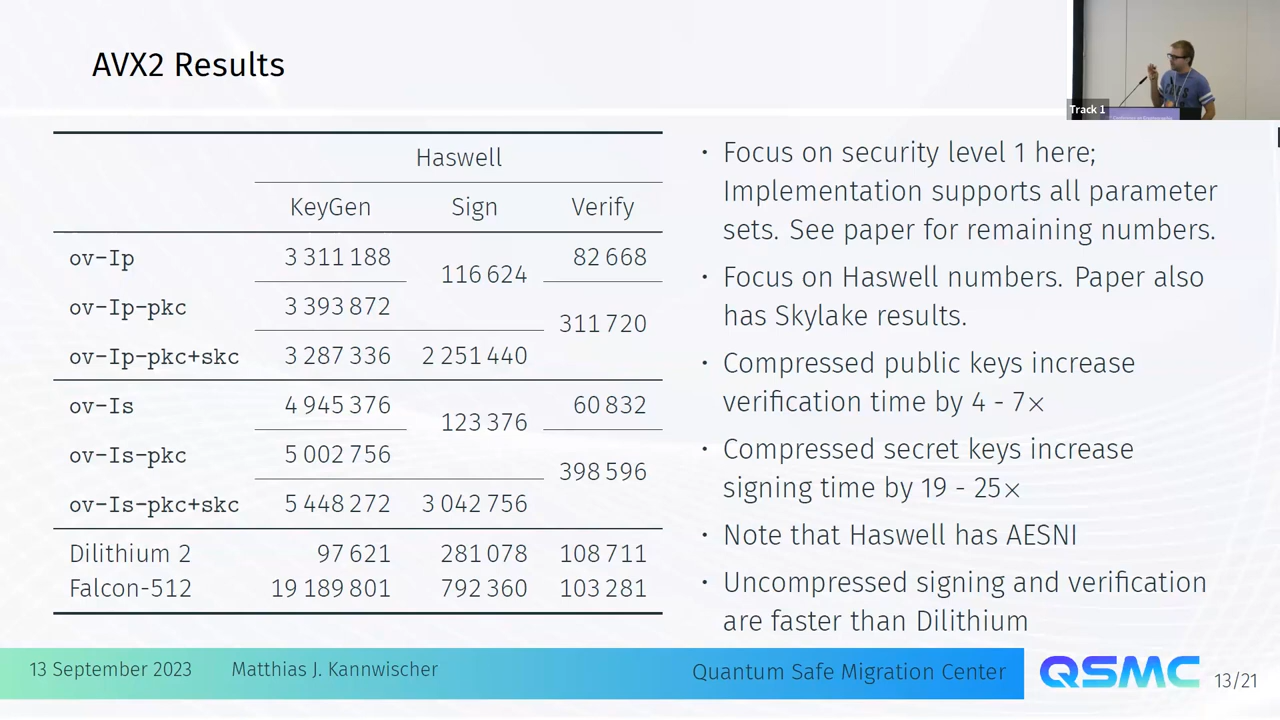 AVX2 Results
Track 1
Haswell
KeyGen Sign Verify
ov-Ip 3 311 188 116 624 82 668
ov-Ip-pkc 3 393 872 311 720
ov-Ip-pkc+skc 3 287 336 2 251 440
ov-Is 4 945 376 123 376 60 832
ov-Is-pkc 5 002 756 398 596
ov-Is-pkc+skc 5 448 272 3 042 756
Dilithium 2 97 621 281 078 108 711
Falcon-512 19 189 801 792 360 103 281
• Focus on security level 1 here;
Implementation supports all parameter
sets. See paper for remaining numbers.
• Focus on Haswell numbers. Paper also
has Skylake results.
• Compressed public keys increase
verification time by 4 - 7×
• Compressed secret keys increase
signing time by 19 - 25×
• Note that Haswell has AESNI
• Uncompressed signing and verification
are faster than Dilithium
13 September 2023 Matthias J. Kannwischer Quantum Safe Migration Center QSMC 13/21